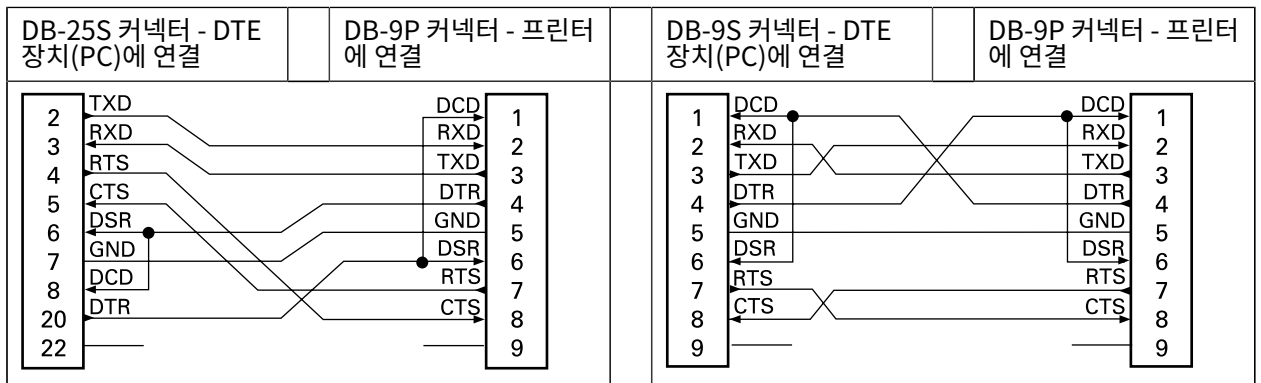 DB-25S 커넥터 - DTE
장치(PC)에 연결
DB-9P 커넥터 - 프린터
에 연결
DB-9S 커넥터 - DTE
장치(PC)에 연결
DB-9P 커넥터 - 프린터
에 연결
2 TXD
3 RXD
4 RTS
5 CTS
6 DSR
7 GND
8 DCD
20 DTR
22
DCD 1
RXD 2
TXD 3
DTR 4
GND 5
DSR 6
RTS 7
CTS 8
9
1 DCD
2 RXD
3 TXD
4 DTR
5 GND
6 DSR
7 RTS
8 CTS
9
DCD 1
RXD 2
TXD 3
DTR 4
GND 5
DSR 6
RTS 7
CTS 8
9